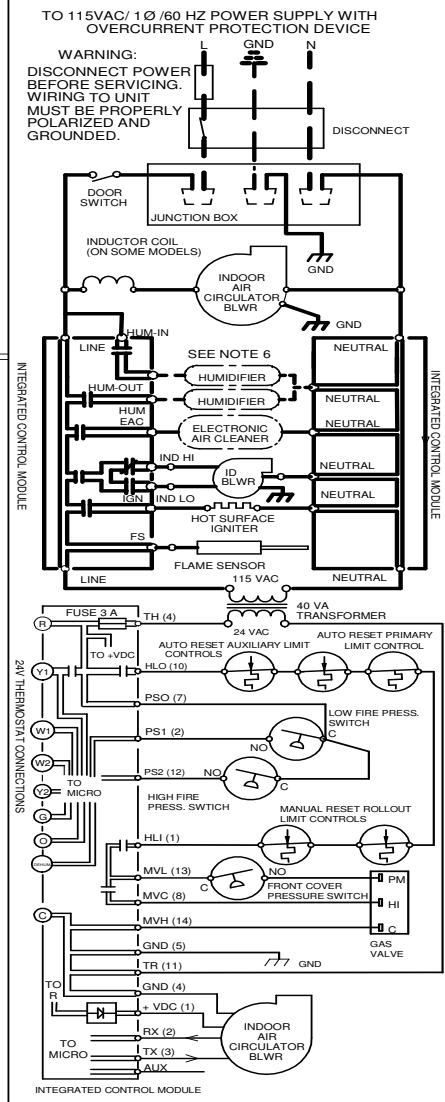 TO 115VAC/ 1Ø /60 HZ POWER SUPPLY WITH
OVERCURRENT PROTECTION DEVICE
L
GND
N
WARNING:
DISCONNECT POWER
BEFORE SERVICING.
WIRING TO UNIT
MUST BE PROPERLY
POLARIZED AND
GROUNDED.
DISCONNECT
DOOR
SWITCH
JUNCTION BOX
GND
INDUCTOR COIL
(ON SOME MODELS)
INDOOR
AIR
CIRCULATOR
BLWR
GND
HUM-IN
LINE
SEE NOTE 6
NEUTRAL
HUMIDIFIER
HUM-OUT
HUMIDIFIER
NEUTRAL
HUM
EAC
ELECTRONIC
AIR CLEANER
NEUTRAL
INTEGRATED CONTROL MODULE
INTEGRATED CONTROL MODULE
IND HI
ID
BLWR
NEUTRAL
IGN
IND LO
NEUTRAL
HOT SURFACE
IGNITER
FS
FLAME SENSOR
LINE
115 VAC
NEUTRAL
40 VA
TRANSFORMER
24 VAC
FUSE 3 A
TH (4)
R
TO +VDC
AUTO RESET AUXILIARY LIMIT
CONTROLS
AUTO RESET PRIMARY
LIMIT CONTROL
HLO (10)
Y1
24V THERMOSTAT CONNECTIONS
PSO (7)
LOW FIRE PRESS.
SWITCH
W1
PS1 (2)
NO
C
W2
TO
MICRO
PS2 (12)
NO
C
Y2
HIGH FIRE
PRESS. SWTICH
G
O
DEHUM
MANUAL RESET ROLLOUT
LIMIT CONTROLS
HLI (1)
MVL (13)
C
NO
FRONT COVER
PRESSURE SWITCH
PM
MVC (8)
HI
C
MVH (14)
C
GAS
VALVE
GND (5)
GND
TR (11)
TO
R
GND (4)
+ VDC (1)
TO
MICRO
RX (2)
TX (3)
AUX
INDOOR
AIR
CIRCULATOR
BLWR
INTEGRATED CONTROL MODULE